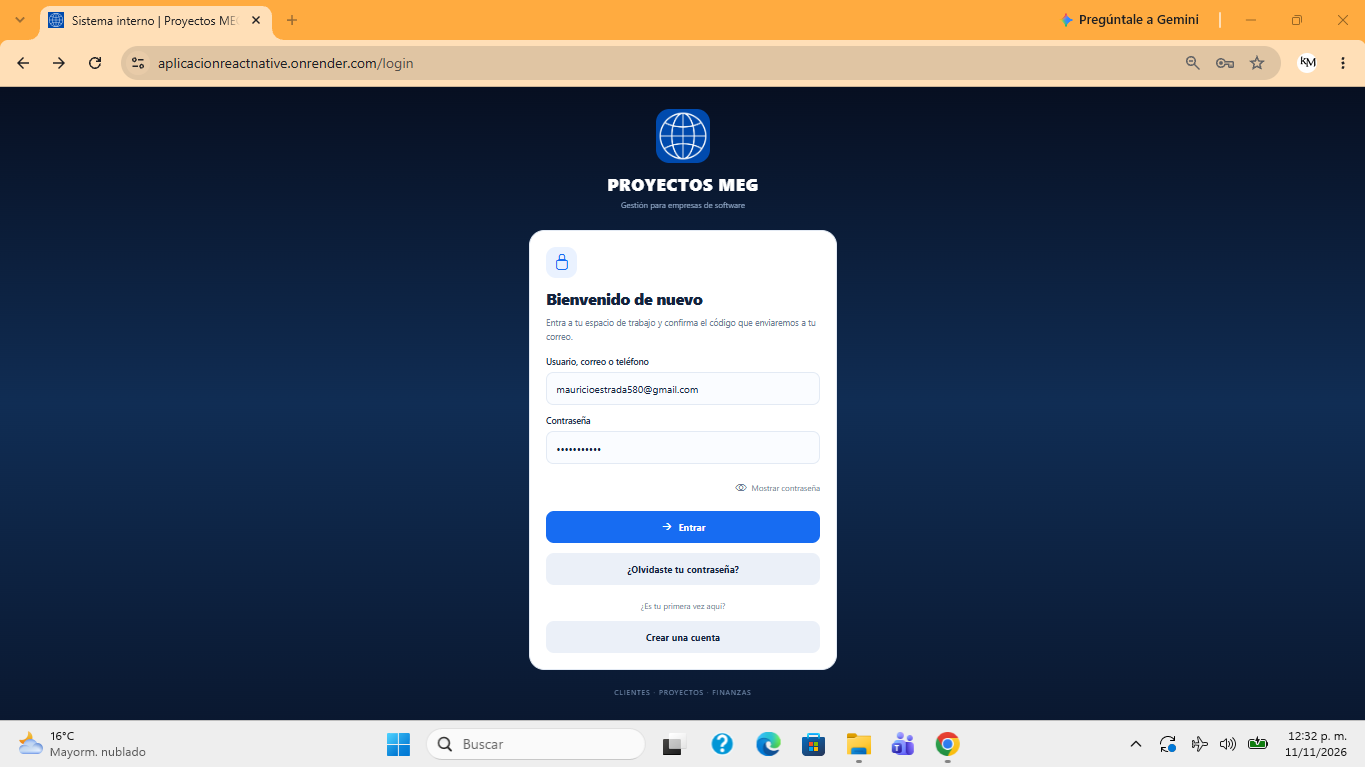 Sistema interno | Proyectos ME
Pregúntale a Gemini
aplicacionreactnative.onrender.com/login
KM
PROYECTOS MEG
Gestión para empresas de software
Bienvenido de nuevo
Entra a tu espacio de trabajo y confirma el código que enviaremos a tu
correo.
Usuario, correo o teléfono
mauricioestrada580@gmail.com
Contraseña
•••••••••••
Mostrar contraseña
Entrar
¿Olvidaste tu contraseña?
¿Es tu primera vez aquí?
Crear una cuenta
CLIENTES · PROYECTOS · FINANZAS
16°C
Mayorm. nublado
Buscar
12:32 p. m.
11/11/2026